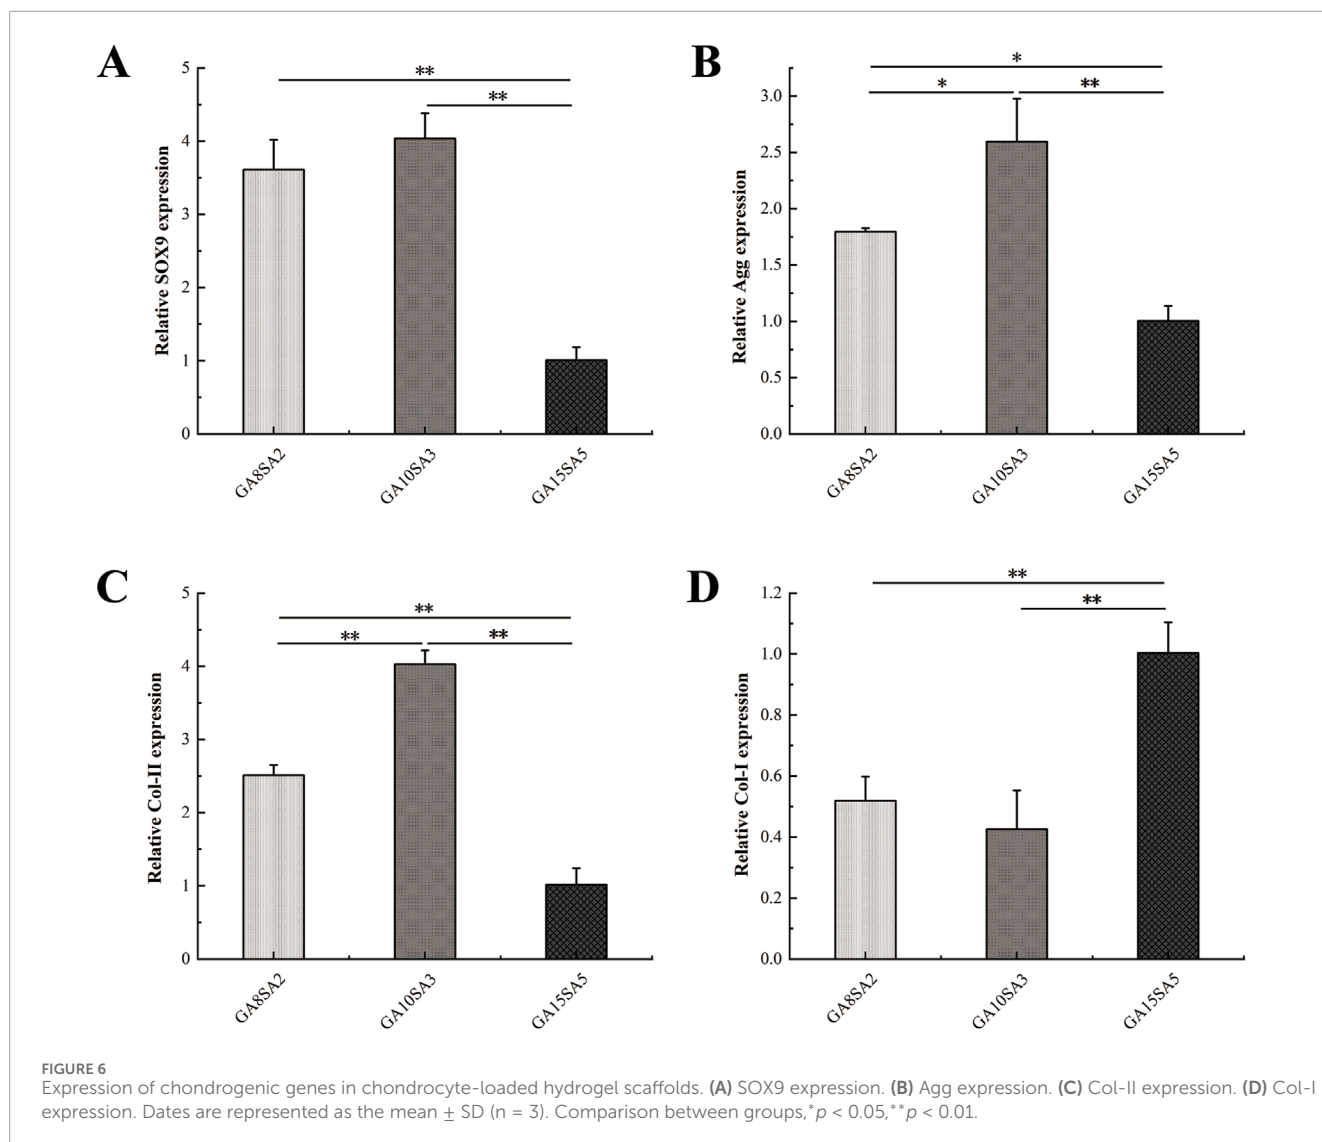 A
Relative SOX9 expression
5
4
3
2
1
0
**
**
GA8SA2
GA10SA3
GA15SA5
B
Relative Agg expression
3.0
2.5
2.0
1.5
1.0
0.5
0.0
*
*
**
GA8SA2
GA10SA3
GA15SA5
C
Relative Col-II expression
5
4
3
2
1
0
**
**
**
GA8SA2
GA10SA3
GA15SA5
D
Relative Col-I expression
1.2
1.0
0.8
0.6
0.4
0.2
0.0
**
**
GA8SA2
GA10SA3
GA15SA5
FIGURE 6
Expression of chondrogenic genes in chondrocyte-loaded hydrogel scaffolds. (A) SOX9 expression. (B) Agg expression. (C) Col-II expression. (D) Col-I
expression. Dates are represented as the mean ± SD (n = 3). Comparison between groups,*p < 0.05,**p < 0.01.